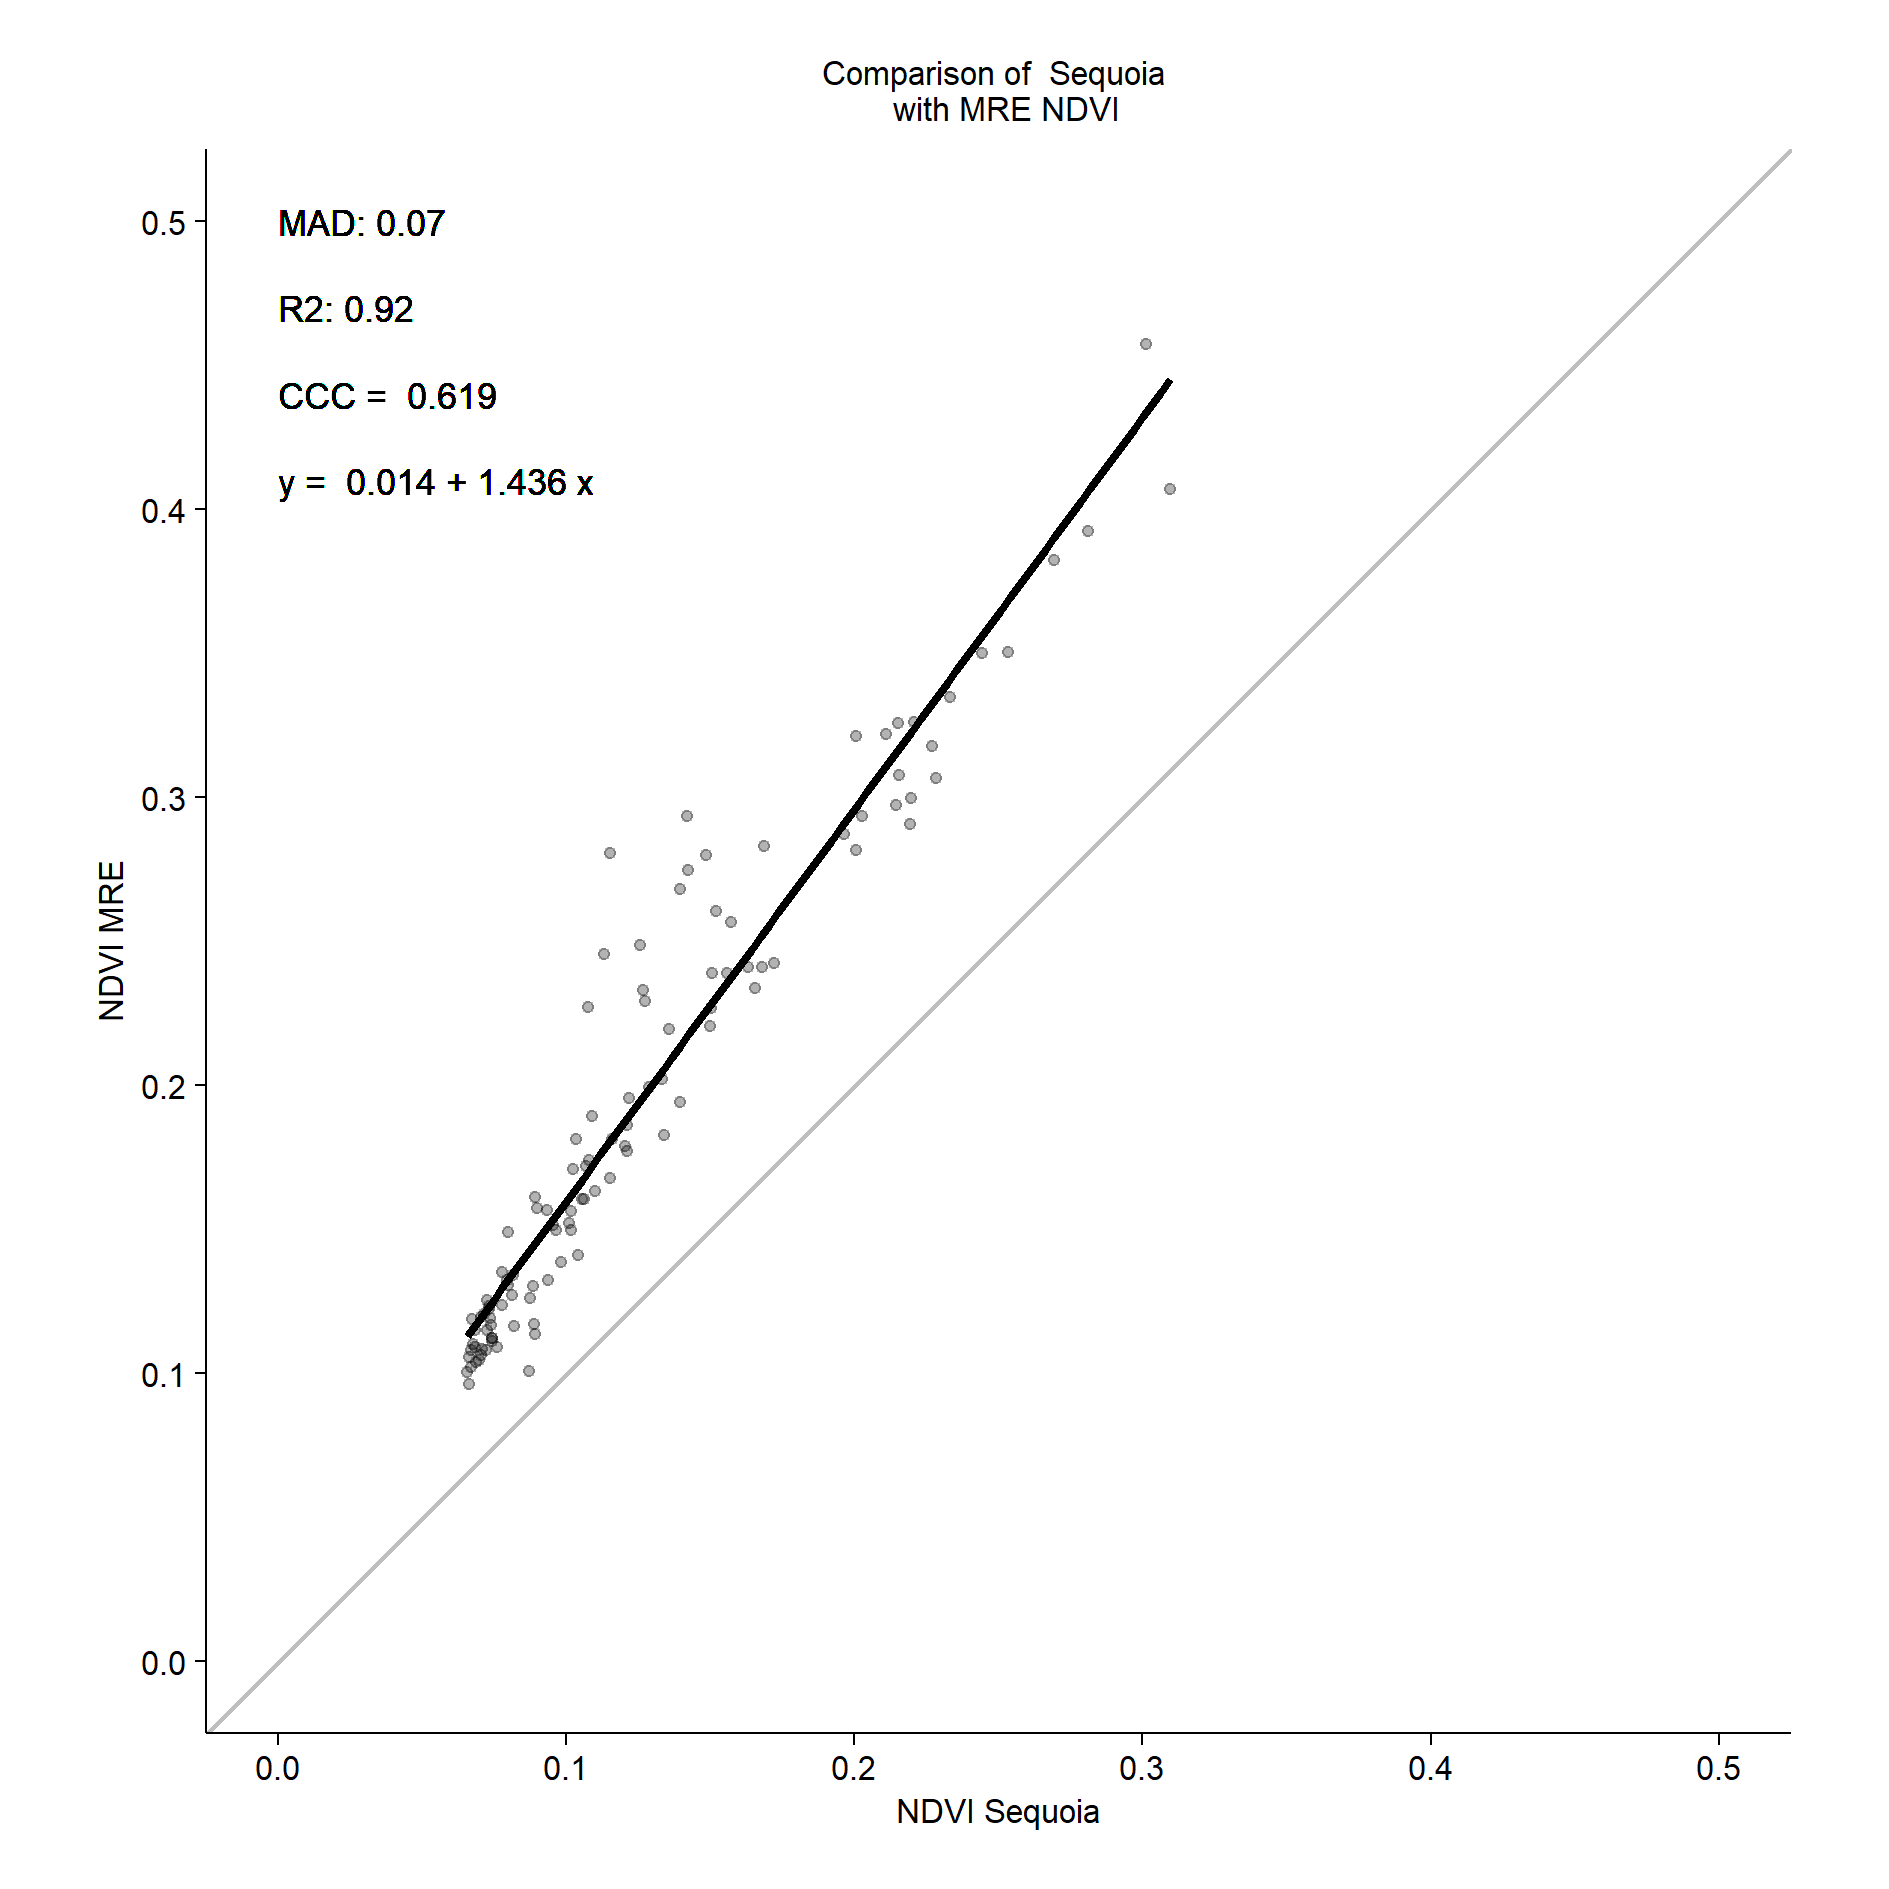 Comparison of  Sequoia
with MRE NDVI
MAD: 0.07
R2: 0.92
CCC =  0.619
y =  0.014 + 1.436 x
0.5
0.4
0.3
0.2
0.1
0.0
NDVI MRE
0.0 0.1 0.2 0.3 0.4 0.5
NDVI Sequoia